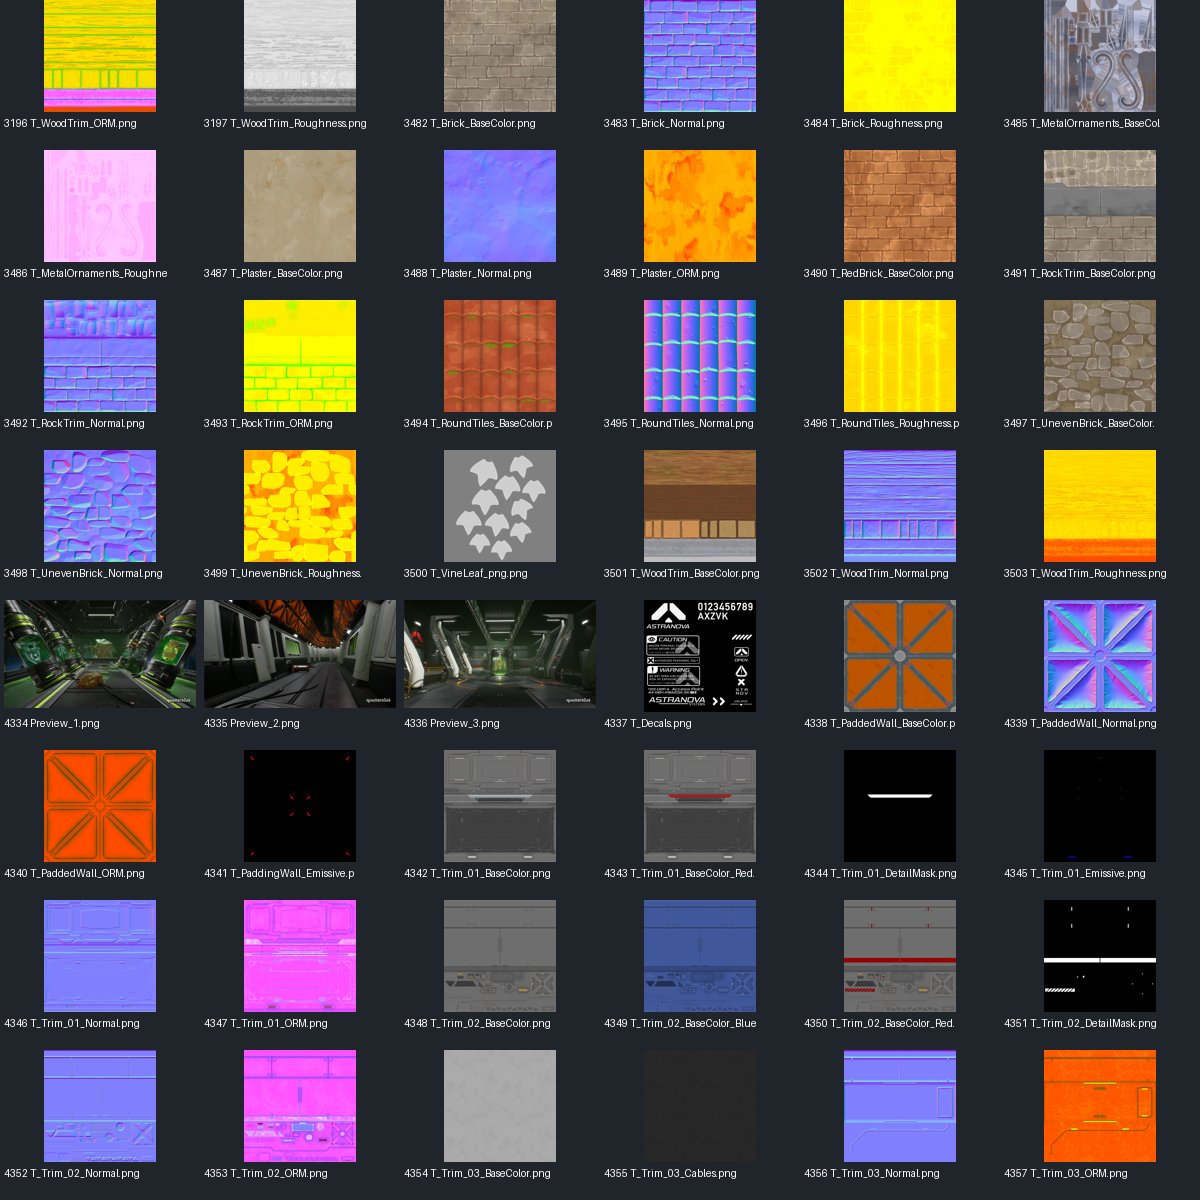 3196 T_WoodTrim_ORM.png
3197 T_WoodTrim_Roughness.png
3482 T_Brick_BaseColor.png
3483 T_Brick_Normal.png
3484 T_Brick_Roughness.png
3485 T_MetalOrnaments_BaseCol
3486 T_MetalOrnaments_Roughne
3487 T_Plaster_BaseColor.png
3488 T_Plaster_Normal.png
3489 T_Plaster_ORM.png
3490 T_RedBrick_BaseColor.png
3491 T_RockTrim_BaseColor.png
3492 T_RockTrim_Normal.png
3493 T_RockTrim_ORM.png
3494 T_RoundTiles_BaseColor.p
3495 T_RoundTiles_Normal.png
3496 T_RoundTiles_Roughness.p
3497 T_UnevenBrick_BaseColor.
3498 T_UnevenBrick_Normal.png
3499 T_UnevenBrick_Roughness.
3500 T_VineLeaf_png.png
3501 T_WoodTrim_BaseColor.png
3502 T_WoodTrim_Normal.png
3503 T_WoodTrim_Roughness.png
0123456789
AXZVK
ASTRANOVA
CAUTION
OPEN
WARNING
STR
NOV
ASTRANOVA
4334 Preview_1.png
4335 Preview_2.png
4336 Preview_3.png
4337 T_Decals.png
4338 T_PaddedWall_BaseColor.p
4339 T_PaddedWall_Normal.png
4340 T_PaddedWall_ORM.png
4341 T_PaddingWall_Emissive.p
4342 T_Trim_01_BaseColor.png
4343 T_Trim_01_BaseColor_Red.
4344 T_Trim_01_DetailMask.png
4345 T_Trim_01_Emissive.png
4346 T_Trim_01_Normal.png
4347 T_Trim_01_ORM.png
4348 T_Trim_02_BaseColor.png
4349 T_Trim_02_BaseColor_Blue
4350 T_Trim_02_BaseColor_Red.
4351 T_Trim_02_DetailMask.png
4352 T_Trim_02_Normal.png
4353 T_Trim_02_ORM.png
4354 T_Trim_03_BaseColor.png
4355 T_Trim_03_Cables.png
4356 T_Trim_03_Normal.png
4357 T_Trim_03_ORM.png